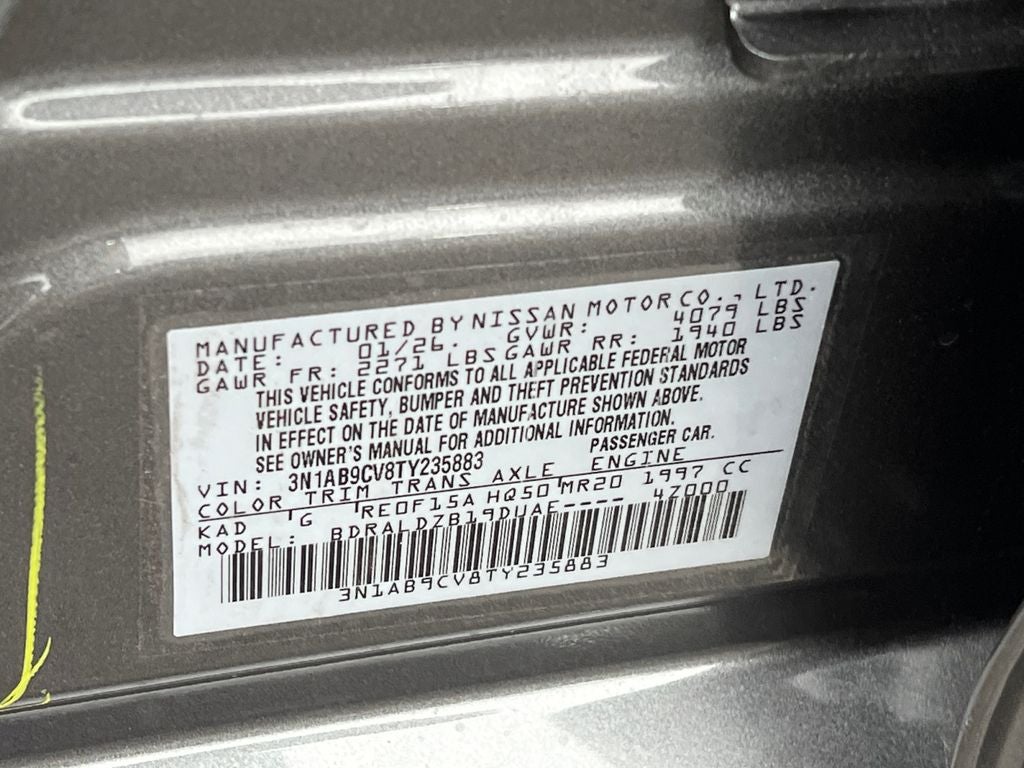 MANUFACTURED BY NISSAN MOTOR CO., LTD.
DATE: 01/26. GVWR: 4079 LBS
GAWR FR: 2271 LBS GAWR RR: 1940 LBS
THIS VEHICLE CONFORMS TO ALL APPLICABLE FEDERAL MOTOR
VEHICLE SAFETY, BUMPER AND THEFT PREVENTION STANDARDS
IN EFFECT ON THE DATE OF MANUFACTURE SHOWN ABOVE.
SEE OWNER'S MANUAL FOR ADDITIONAL INFORMATION.
VIN: 3N1AB9CV8TY235883 PASSENGER CAR.
COLOR TRIM TRANS AXLE ENGINE
KAD G RE0F15A HQ50 MR20 1997 CC
MODEL: BDRALDZB19DUAE--- 4Z000
3N1AB9CV8TY235883